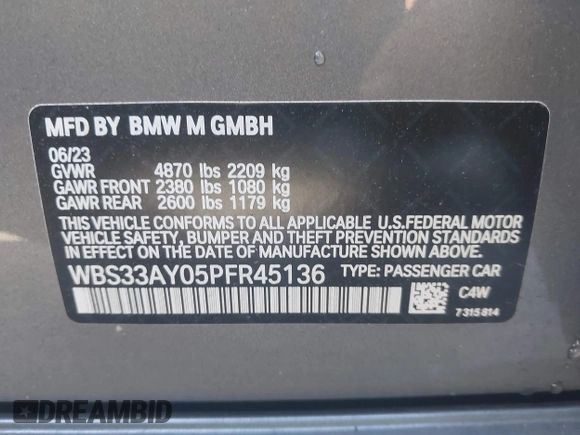 MFD BY BMW M GMBH
06/23
GVWR 4870 lbs 2209 kg
GAWR FRONT 2380 lbs 1080 kg
GAWR REAR 2600 lbs 1179 kg
THIS VEHICLE CONFORMS TO ALL APPLICABLE U.S.FEDERAL MOTOR
VEHICLE SAFETY, BUMPER AND THEFT PREVENTION STANDARDS
IN EFFECT ON THE DATE OF MANUFACTURE SHOWN ABOVE.
WBS33AY05PFR45136 TYPE: PASSENGER CAR
C4W
7315814
DREAMBID